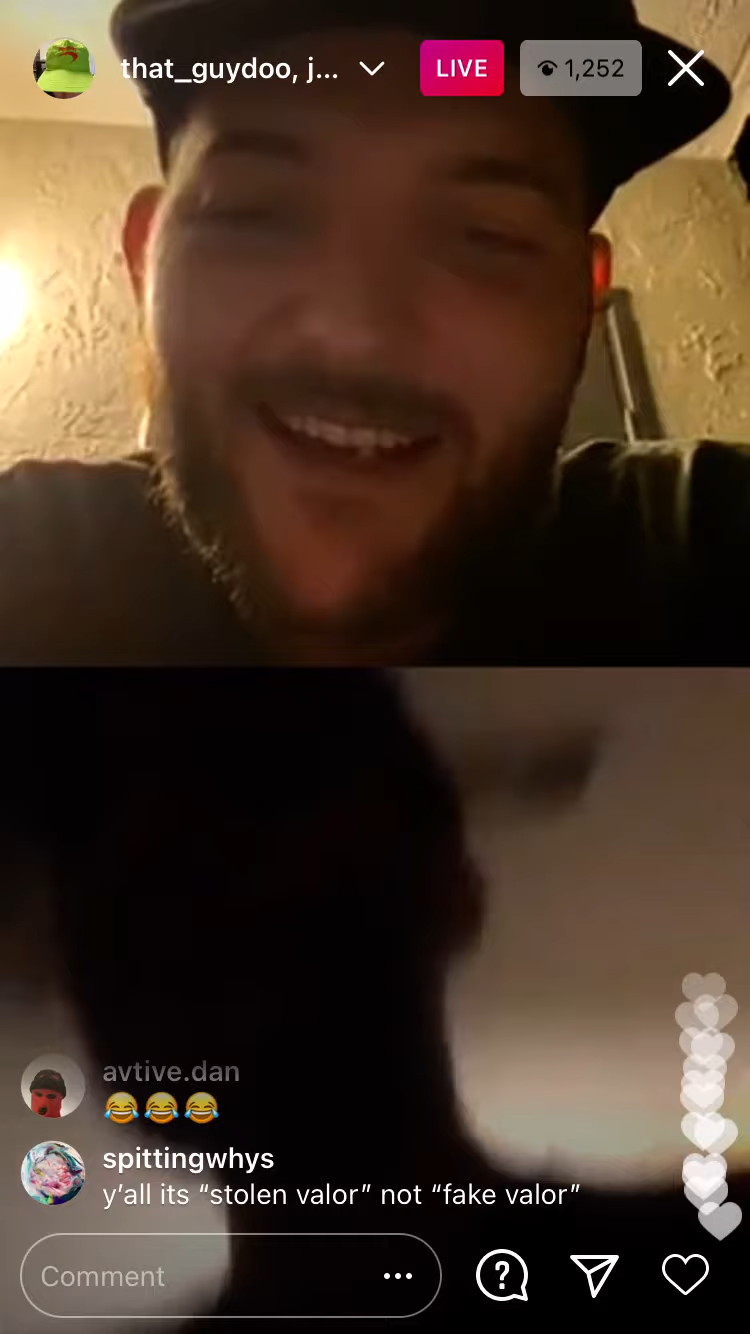 that_guydoo, j...
LIVE
1,252
avtive.dan
😂😂😂
spittingwhys
y’all its “stolen valor” not “fake valor”
Comment